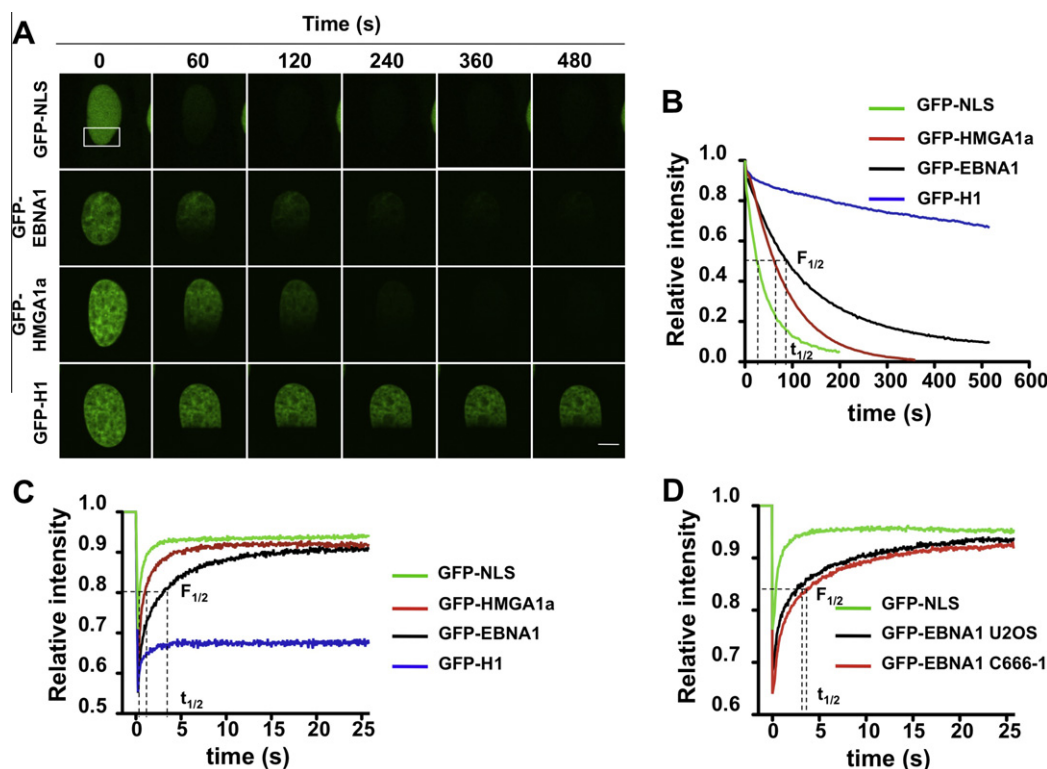 A
Time (s)
0 60 120 240 360 480
GFP-NLS
GFP-
EBNA1
GFP-
HMGA1a
GFP-H1
B
GFP-NLS
GFP-HMGA1a
GFP-EBNA1
GFP-H1
Relative intensity
1.0
0.8
0.6
0.4
0.2
0.0
F1/2
t1/2
0 100 200 300 400 500 600
time (s)
C
Relative intensity
1.0
0.9
0.8
0.7
0.6
0.5
F1/2
t1/2
GFP-NLS
GFP-HMGA1a
GFP-EBNA1
GFP-H1
0 5 10 15 20 25
time (s)
D
Relative intensity
1.0
0.9
0.8
0.7
0.6
F1/2
t1/2
GFP-NLS
GFP-EBNA1 U2OS
GFP-EBNA1 C666-1
0 5 10 15 20 25
time (s)